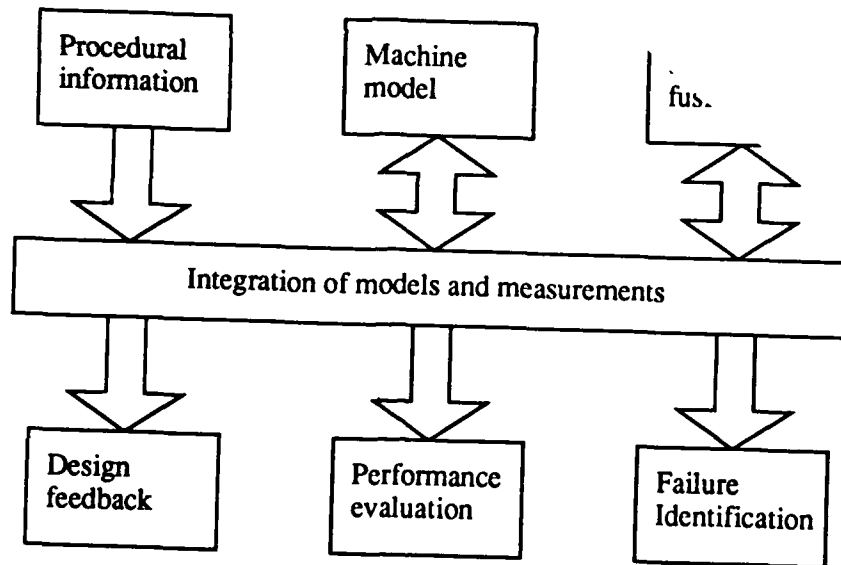 Procedural
information
Machine
model
Integration of models and measurements
Design
feedback
Performance
evaluation
Failure
Identification